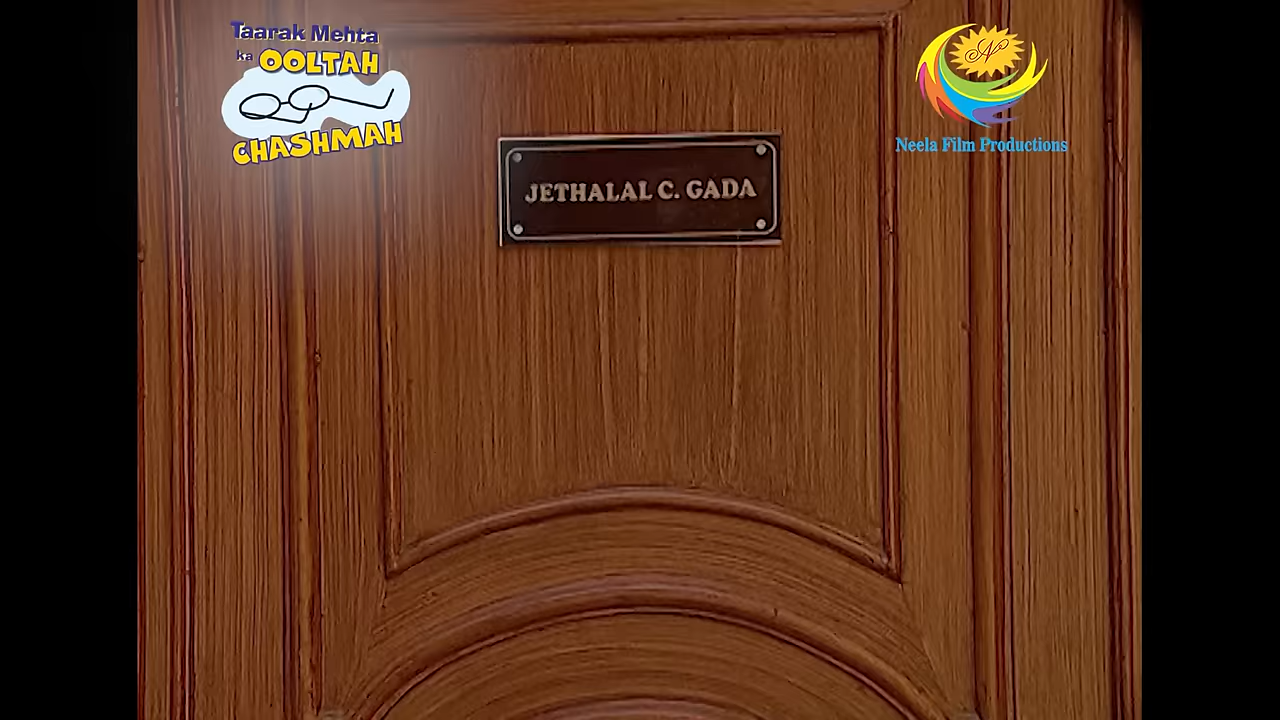 Taarak Mehta
ka OOLTAH
CHASHMAH
N
Neela Film Productions
JETHALAL C. GADA